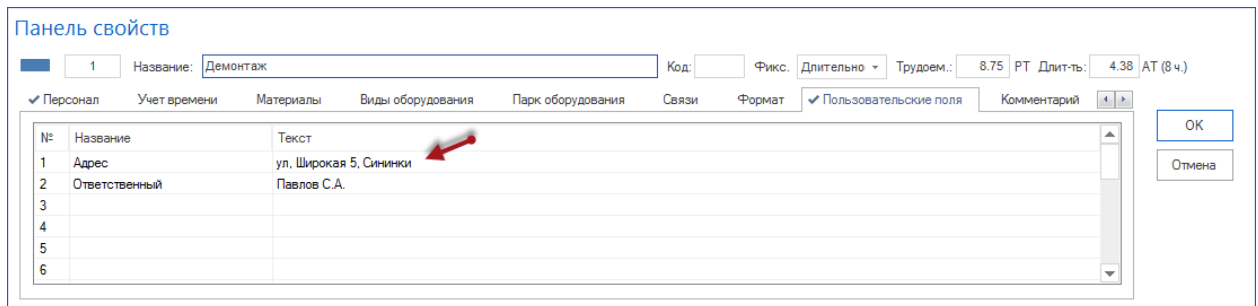 Панель свойств
1 Название: Демонтаж Код: Фикс. Длительно Трудоем.: 8.75 РТ Длит-ть: 4.38 АТ (8 ч.)
Персонал Учет времени Материалы Виды оборудования Парк оборудования Связи Формат Пользовательские поля Комментарий
OK
Отмена
№ Название Текст
1 Адрес ул, Широкая 5, Сининки
2 Ответственный Павлов С.А.
3
4
5
6